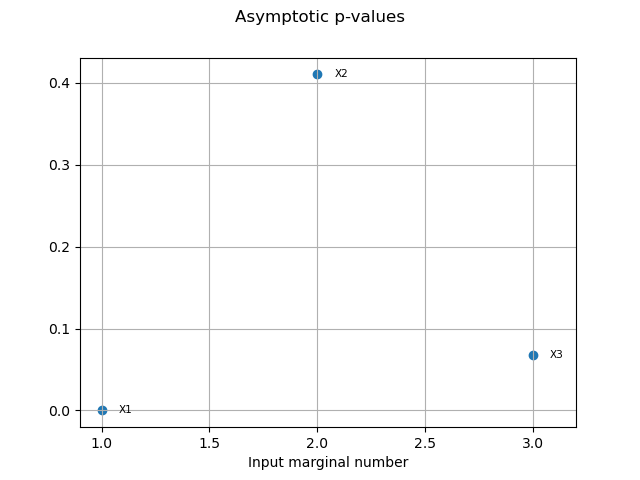 Asymptotic p-values
0.4
0.3
0.2
0.1
0.0
X2
X3
X1
1.0 1.5 2.0 2.5 3.0
Input marginal number